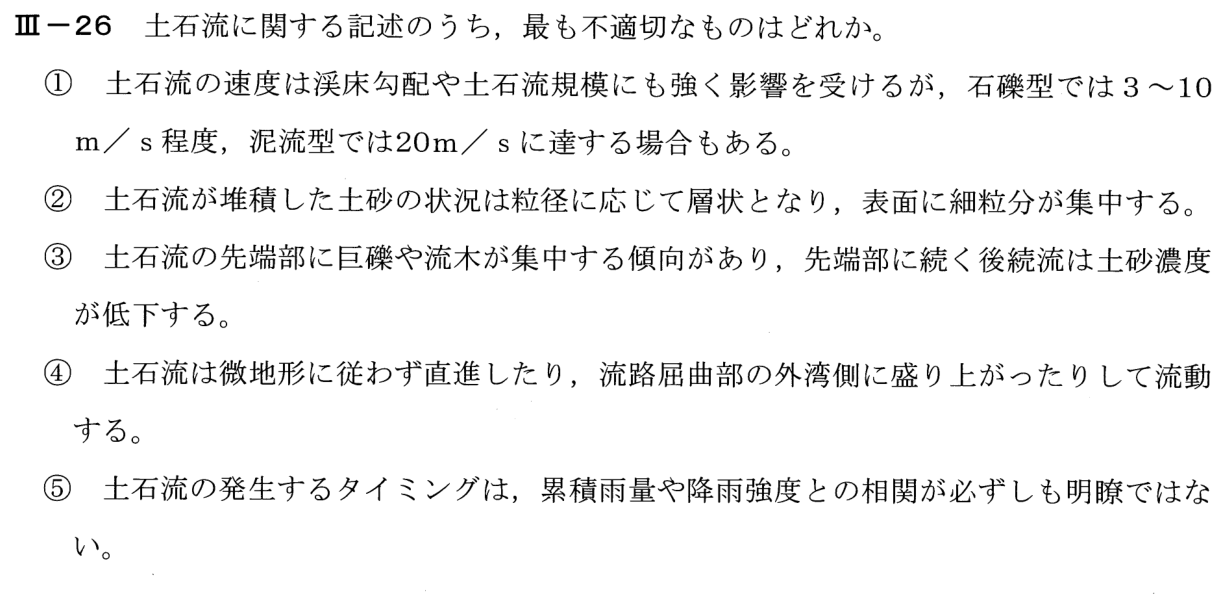 Ⅲ－26　土石流に関する記述のうち，最も不適切なものはどれか。
①　土石流の速度は渓床勾配や土石流規模にも強く影響を受けるが，石礫型では３～10
m／ｓ程度，泥流型では20m／ｓに達する場合もある。
②　土石流が堆積した土砂の状況は粒径に応じて層状となり，表面に細粒分が集中する。
③　土石流の先端部に巨礫や流木が集中する傾向があり，先端部に続く後続流は土砂濃度
が低下する。
④　土石流は微地形に従わず直進したり，流路屈曲部の外湾側に盛り上がったりして流動
する。
⑤　土石流の発生するタイミングは，累積雨量や降雨強度との相関が必ずしも明瞭ではな
い。